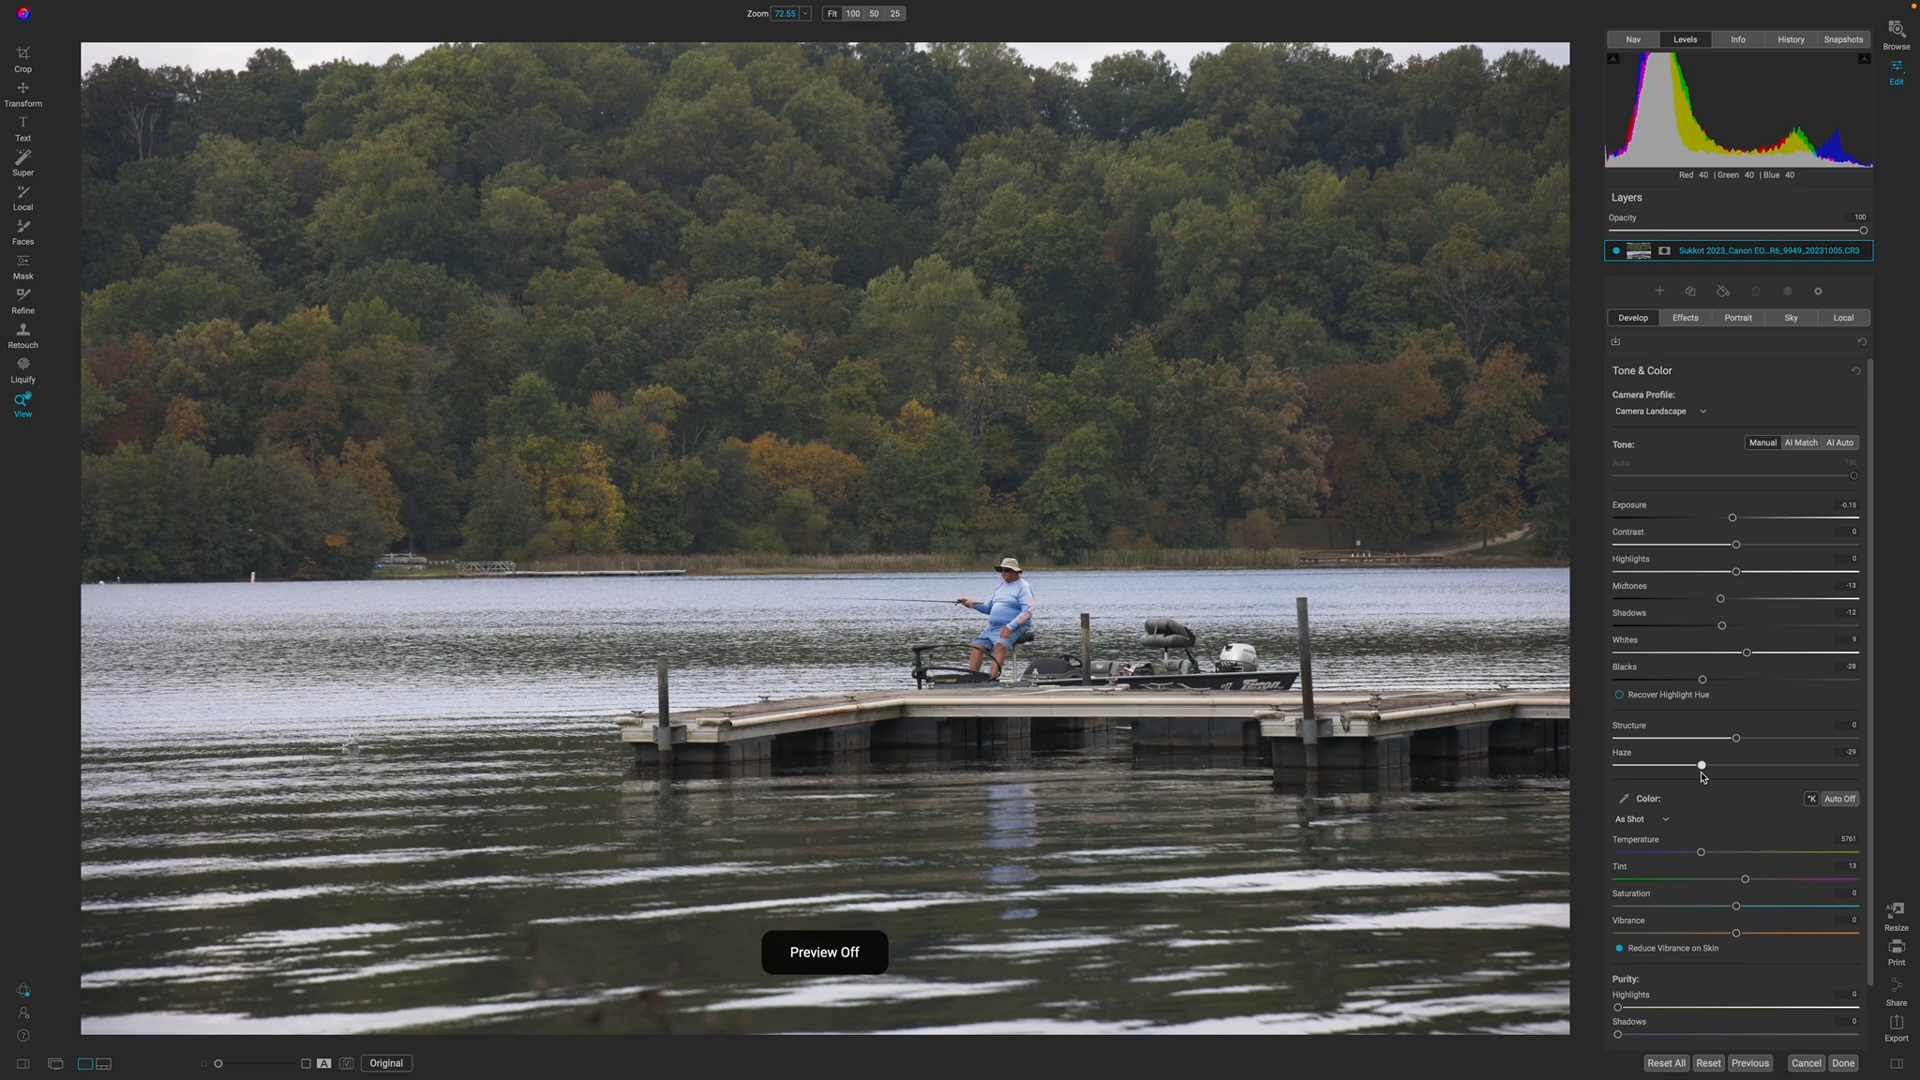 Zoom 72.55 Fit 100 50 25
Crop
Transform
Text
Super
Local
Faces
Mask
Refine
Retouch
Liquify
View
Triton
Preview Off
A Original
Nav Levels Info History Snapshots
Red 40 | Green 40 | Blue 40
Layers
Opacity 100
Sukkot 2023_Canon EO...R6_9949_20231005.CR3
Develop Effects Portrait Sky Local
Tone & Color
Camera Profile:
Camera Landscape
Tone: Manual AI Match AI Auto
Auto 100
Exposure -0.15
Contrast 0
Highlights 0
Midtones -13
Shadows -12
Whites 9
Blacks -28
Recover Highlight Hue
Structure 0
Haze -29
Color: °K Auto Off
As Shot
Temperature 5761
Tint 13
Saturation 0
Vibrance 0
Reduce Vibrance on Skin
Purity:
Highlights 0
Shadows 0
Reset All Reset Previous Cancel Done
Browse
Edit
AI
Resize
Print
Share
Export